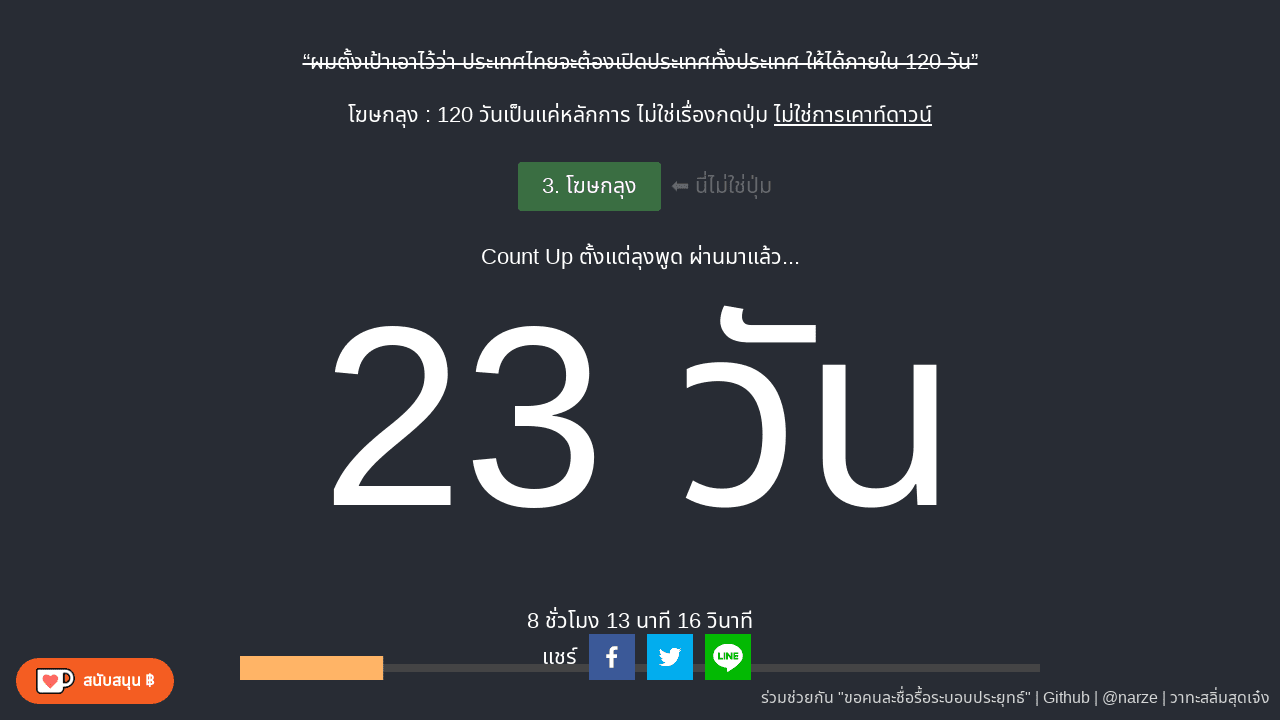 “ผมตั้งเป้าเอาไว้ว่า ประเทศไทยจะต้องเปิดประเทศทั้งประเทศ ให้ได้ภายใน 120 วัน”
โฆษกลุง : 120 วันเป็นแค่หลักการ ไม่ใช่เรื่องกดปุ่ม ไม่ใช่การเคาท์ดาวน์
3. โฆษกลุง ⬅ นี่ไม่ใช่ปุ่ม
Count Up ตั้งแต่ลุงพูด ผ่านมาแล้ว...
23 วัน
8 ชั่วโมง 13 นาที 16 วินาที
แชร์
LINE
สนับสนุน ฿
ร่วมช่วยกัน "ขอคนละชื่อรื้อระบอบประยุทธ์" | Github | @narze | วาทะสลิ่มสุดเจ๋ง